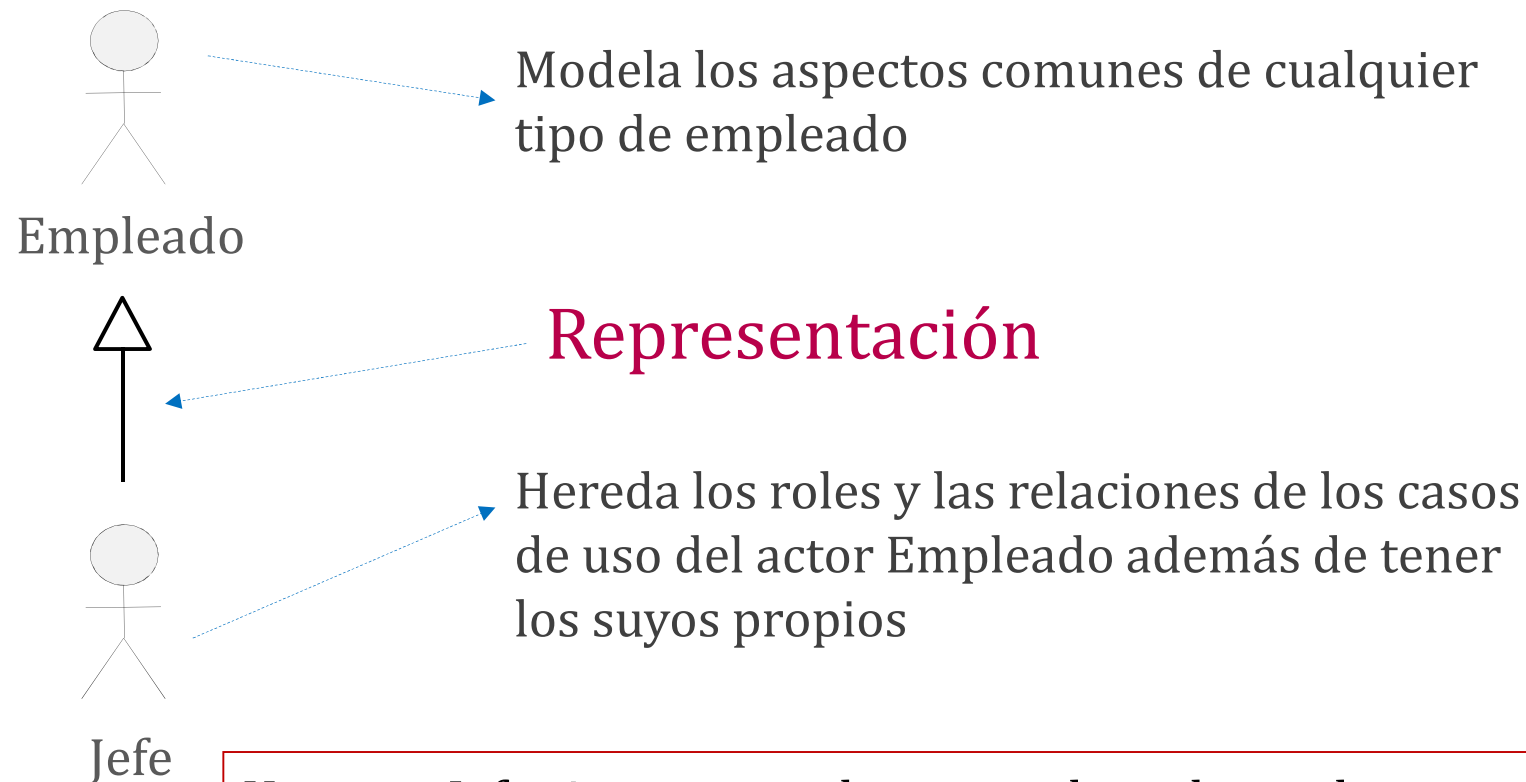 Modela los aspectos comunes de cualquier
tipo de empleado
Empleado
Representación
Hereda los roles y las relaciones de los casos
de uso del actor Empleado además de tener
los suyos propios
Jefe